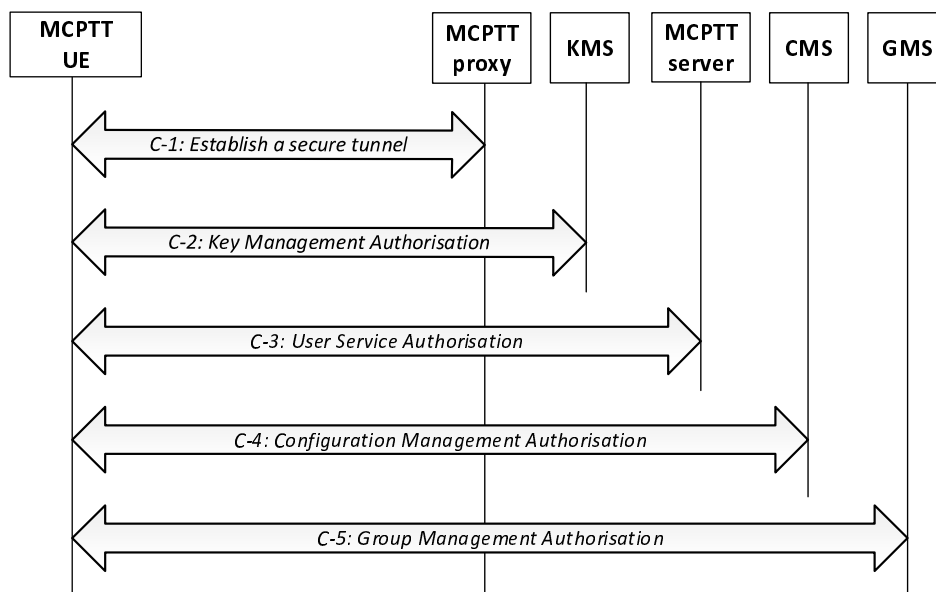 MCPTT
UE
MCPTT
proxy
KMS
MCPTT
server
CMS
GMS
C-1: Establish a secure tunnel
C-2: Key Management Authorisation
C-3: User Service Authorisation
C-4: Configuration Management Authorisation
C-5: Group Management Authorisation